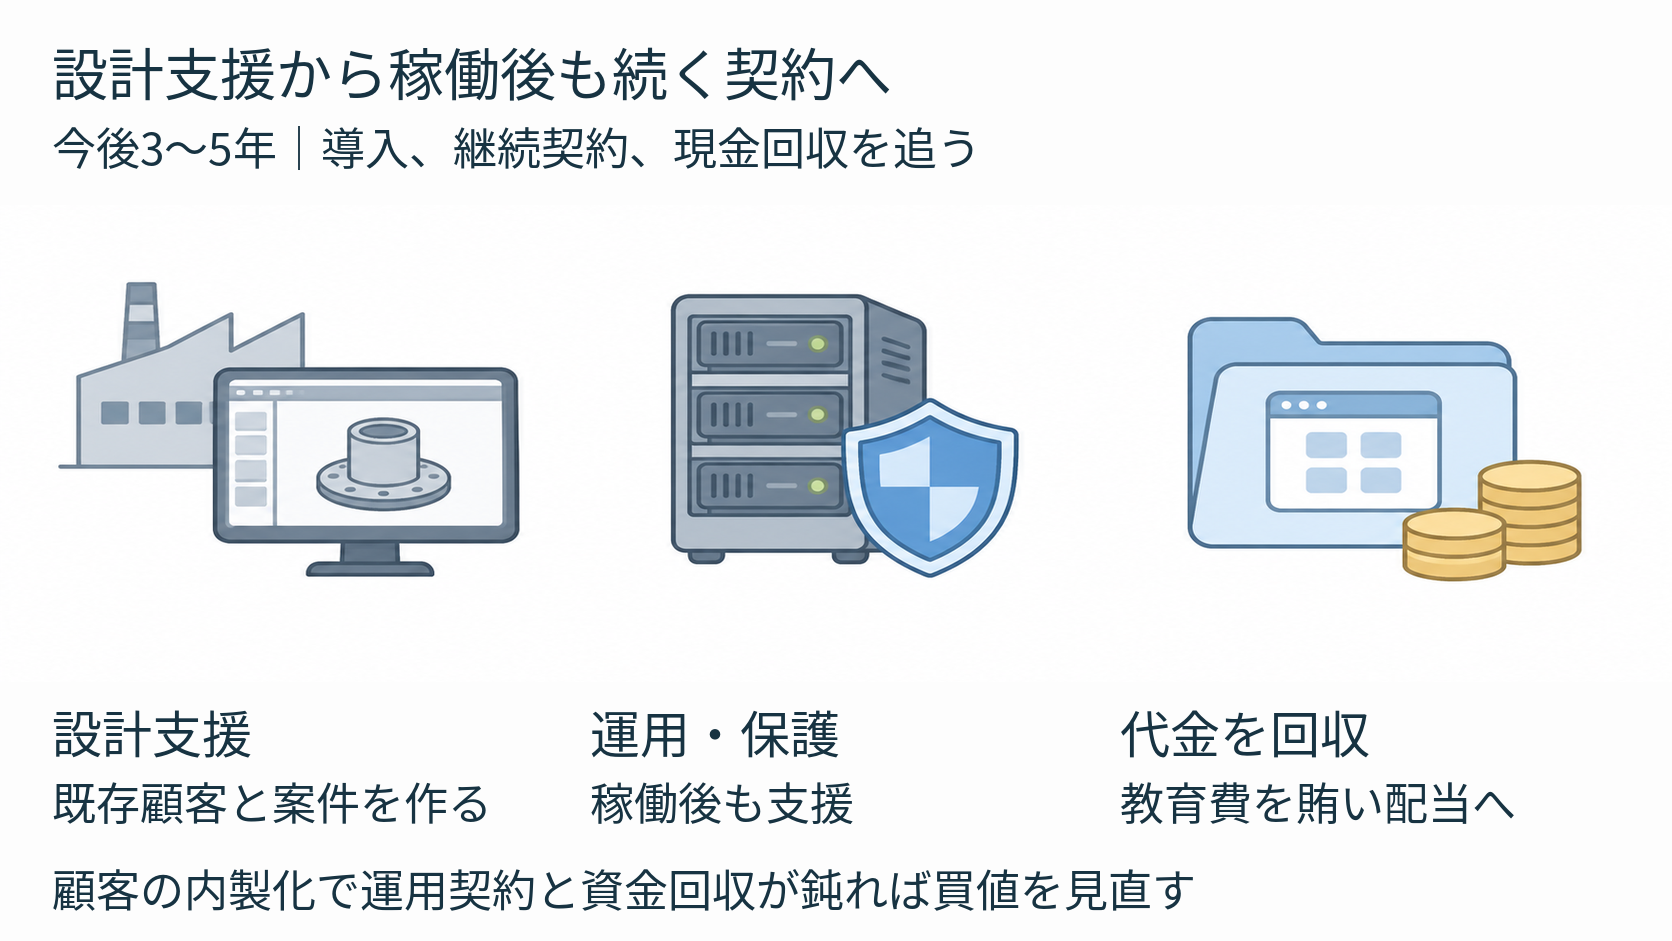 設計支援から稼働後も続く契約へ
今後3〜5年｜導入、継続契約、現金回収を追う
設計支援
既存顧客と案件を作る
運用・保護
稼働後も支援
代金を回収
教育費を賄い配当へ
顧客の内製化で運用契約と資金回収が鈍れば買値を見直す